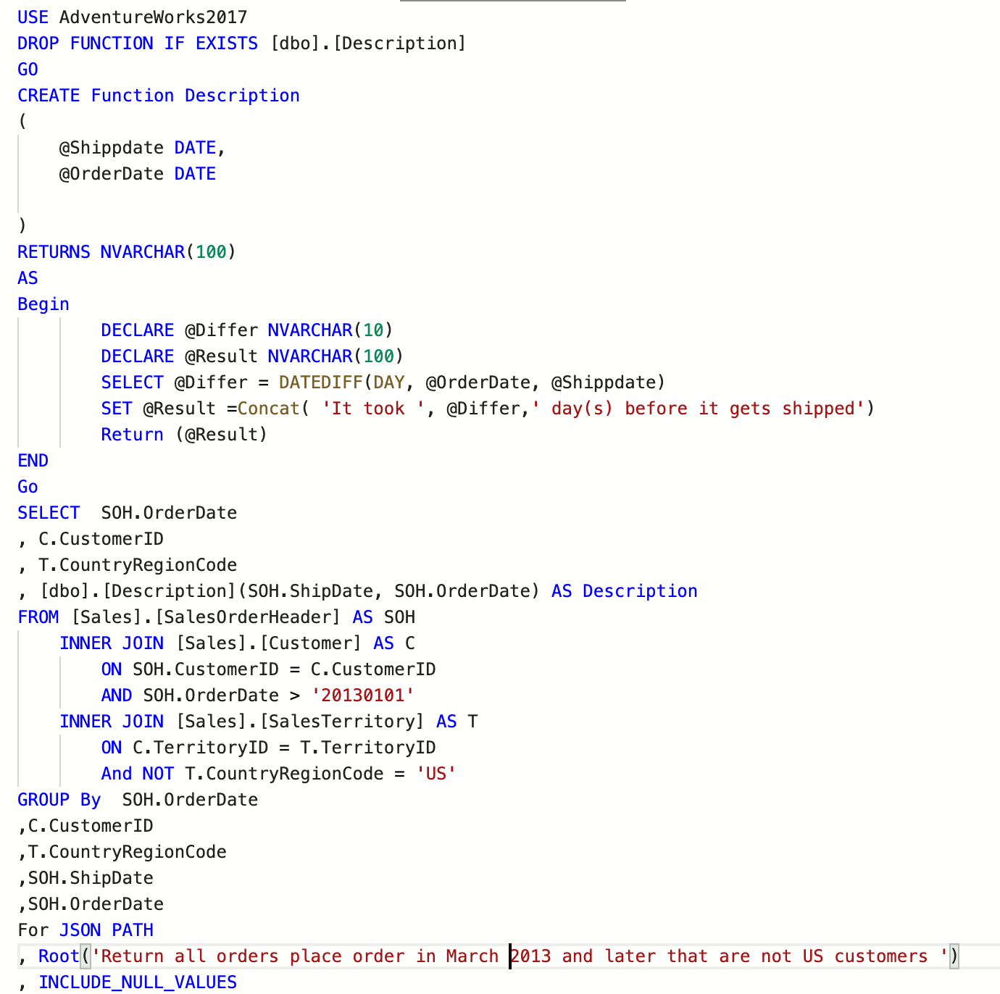 USE AdventureWorks2017
DROP FUNCTION IF EXISTS [dbo].[Description]
GO
CREATE Function Description
(
    @Shippdate DATE,
    @OrderDate DATE
)
RETURNS NVARCHAR(100)
AS
Begin
        DECLARE @Differ NVARCHAR(10)
        DECLARE @Result NVARCHAR(100)
        SELECT @Differ = DATEDIFF(DAY, @OrderDate, @Shippdate)
        SET @Result =Concat( 'It took ', @Differ,' day(s) before it gets shipped')
        Return (@Result)
END
Go
SELECT  SOH.OrderDate
, C.CustomerID
, T.CountryRegionCode
, [dbo].[Description](SOH.ShipDate, SOH.OrderDate) AS Description
FROM [Sales].[SalesOrderHeader] AS SOH
    INNER JOIN [Sales].[Customer] AS C
        ON SOH.CustomerID = C.CustomerID
        AND SOH.OrderDate > '20130101'
    INNER JOIN [Sales].[SalesTerritory] AS T
        ON C.TerritoryID = T.TerritoryID
        And NOT T.CountryRegionCode = 'US'
GROUP By  SOH.OrderDate
,C.CustomerID
,T.CountryRegionCode
,SOH.ShipDate
,SOH.OrderDate
For JSON PATH
, Root('Return all orders place order in March 2013 and later that are not US customers ')
, INCLUDE_NULL_VALUES